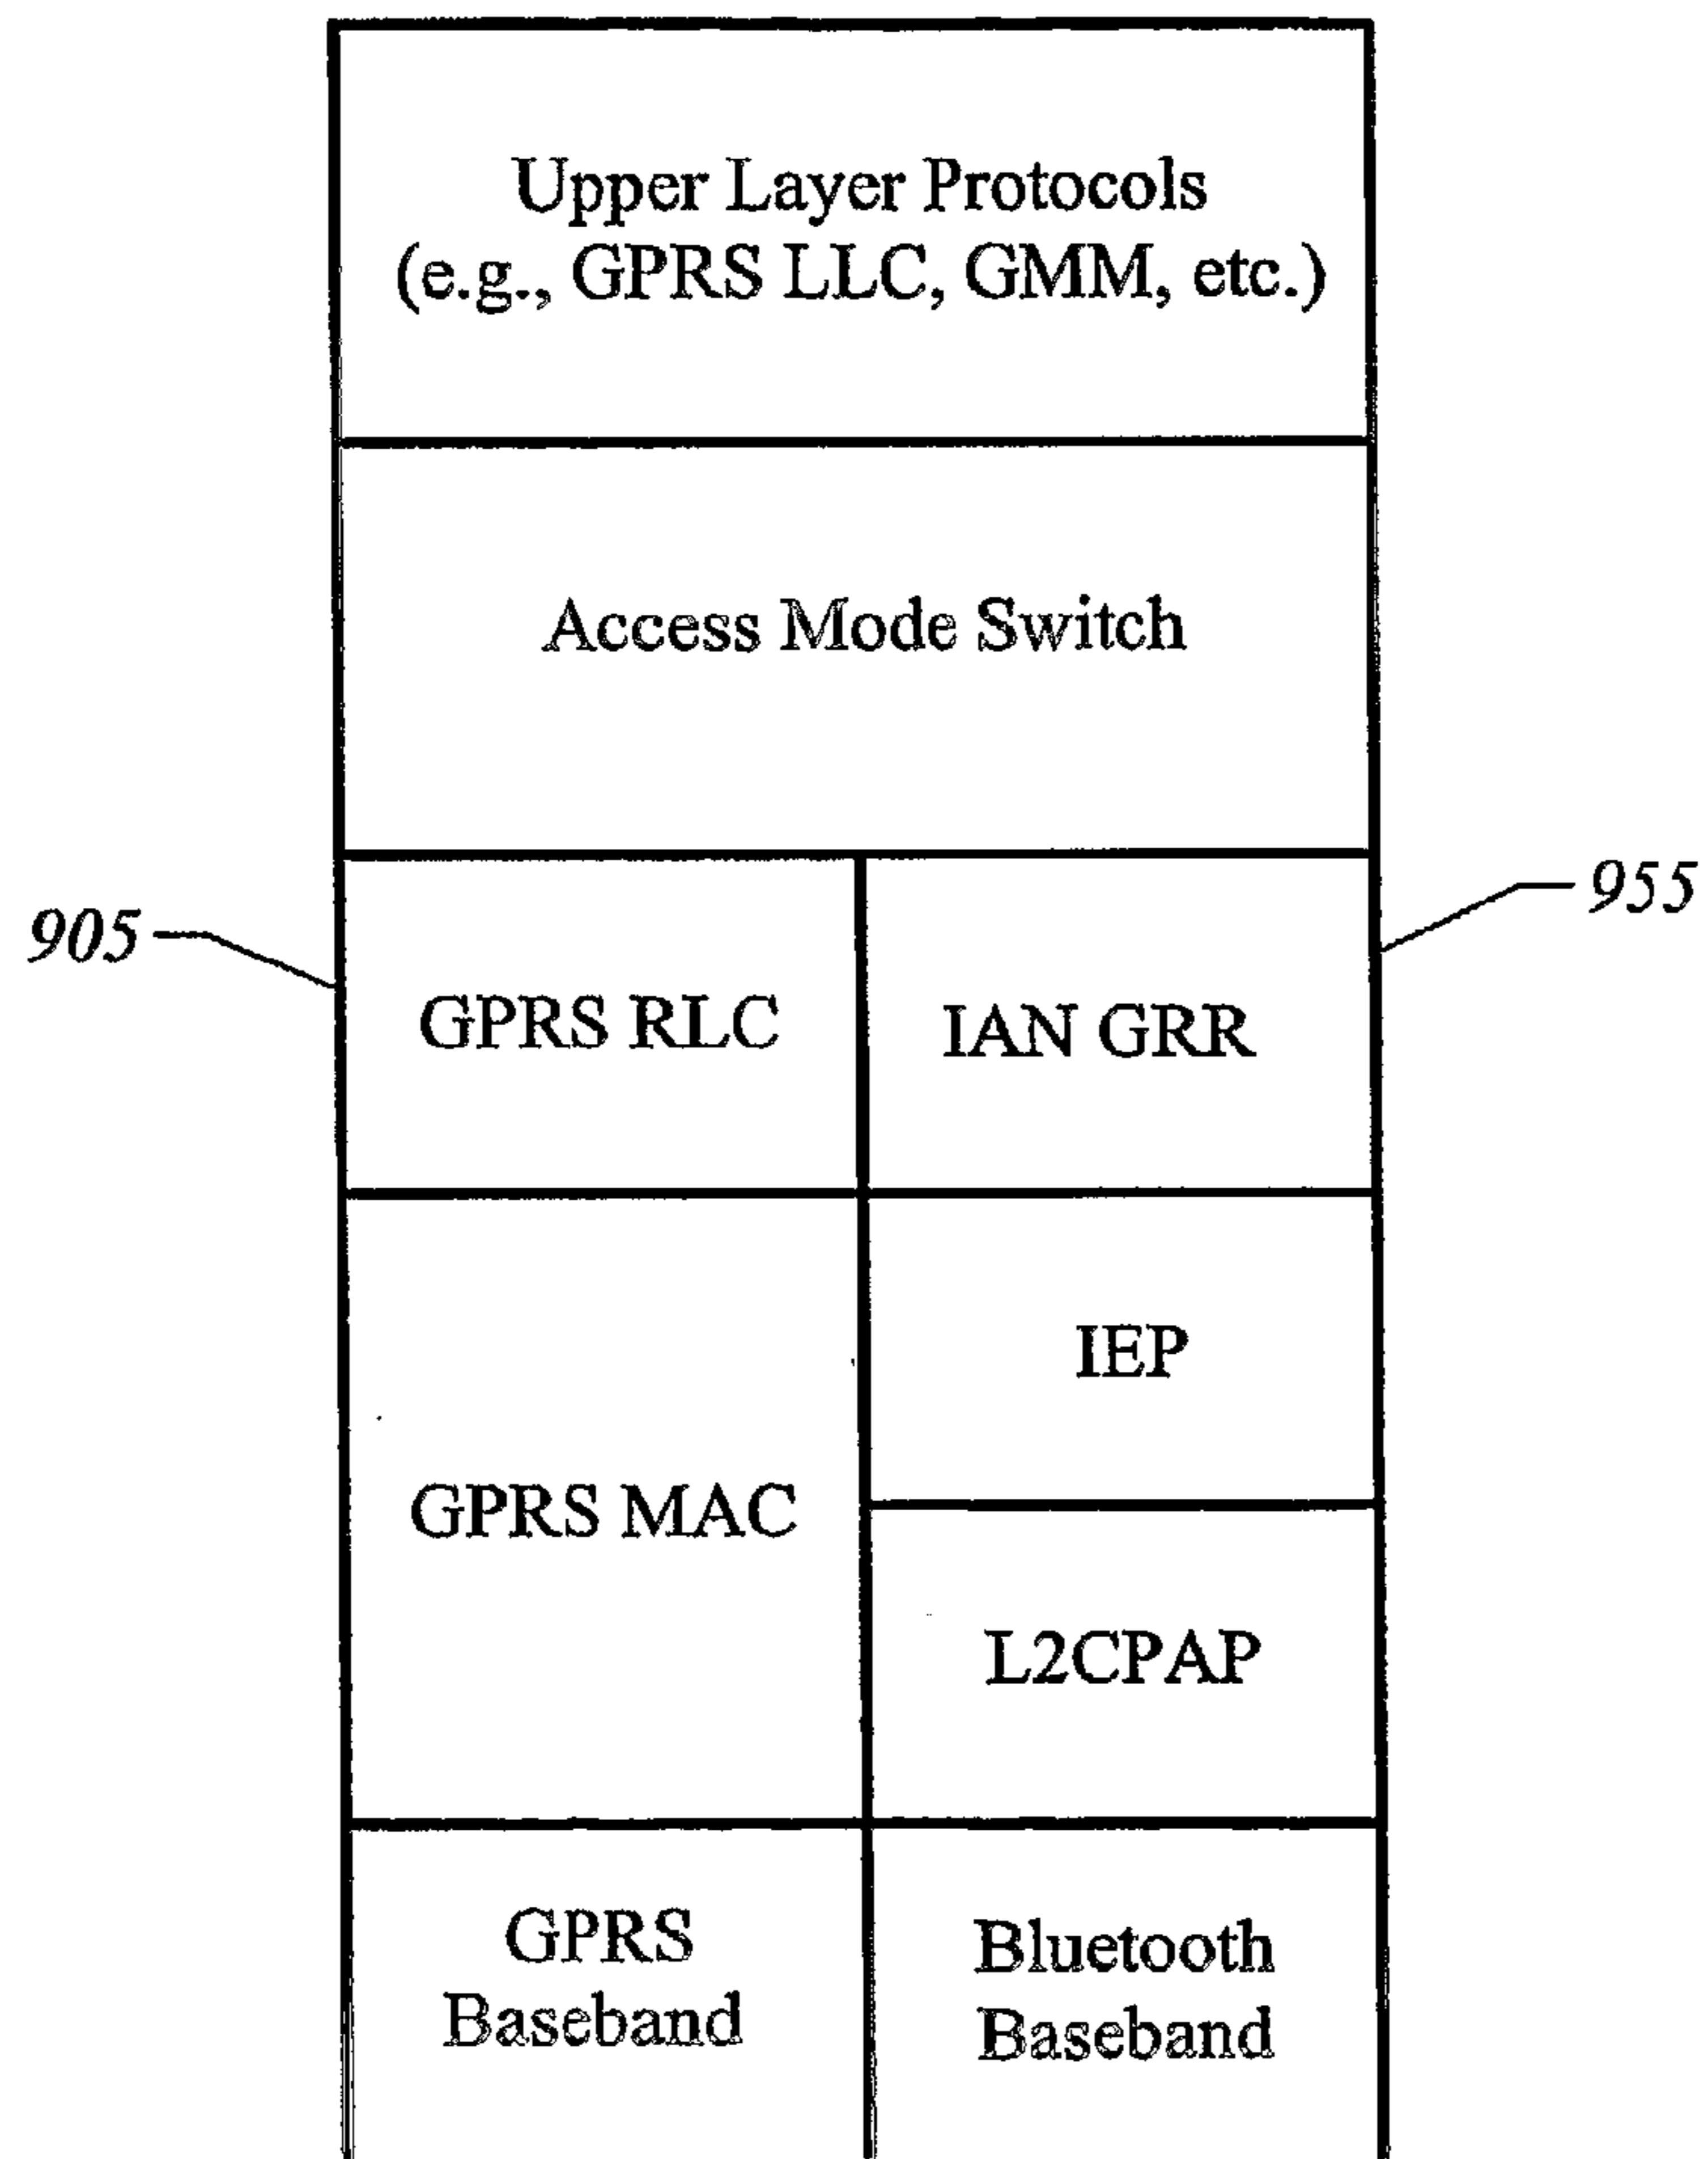 Upper Layer Protocols
(e.g., GPRS LLC, GMM, etc.)
Access Mode Switch
905
955
GPRS RLC
IAN GRR
IEP
GPRS MAC
L2CPAP
GPRS
Baseband
Bluetooth
Baseband